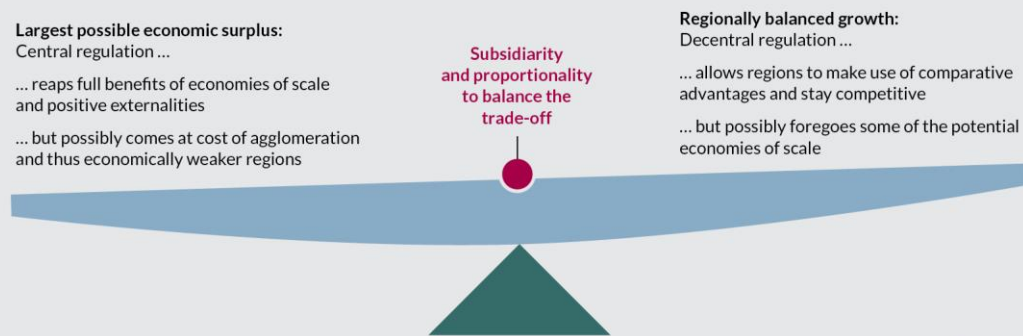 Largest possible economic surplus:
Central regulation ...
... reaps full benefits of economies of scale
and positive externalities
... but possibly comes at cost of agglomeration
and thus economically weaker regions
Subsidiarity
and proportionality
to balance the
trade-off
Regionally balanced growth:
Decentral regulation ...
... allows regions to make use of comparative
advantages and stay competitive
... but possibly foregoes some of the potential
economies of scale